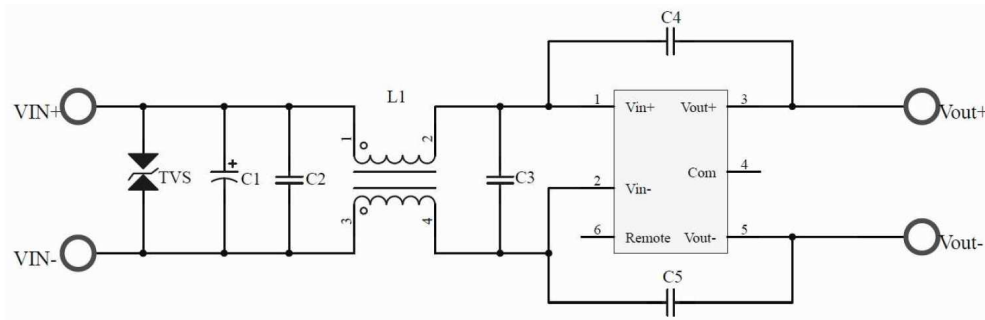 C4
L1
VIN+
1
2
1
Vin+
Vout+
3
Vout+
4
Com
TVS
+
C1
C2
C3
2
Vin-
3
4
6
Remote
Vout-
5
VIN-
Vout-
C5